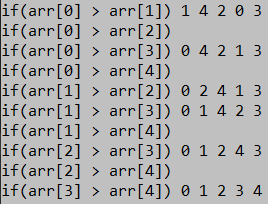 if(arr[0] > arr[1]) 1 4 2 0 3
if(arr[0] > arr[2])
if(arr[0] > arr[3]) 0 4 2 1 3
if(arr[0] > arr[4])
if(arr[1] > arr[2]) 0 2 4 1 3
if(arr[1] > arr[3]) 0 1 4 2 3
if(arr[1] > arr[4])
if(arr[2] > arr[3]) 0 1 2 4 3
if(arr[2] > arr[4])
if(arr[3] > arr[4]) 0 1 2 3 4